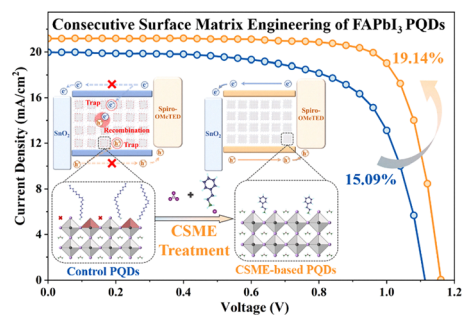 Consecutive Surface Matrix Engineering of FAPbI3 PQDs
Current Density (mA/cm2)
20
16
12
8
4
0
0.0
0.2
0.4
0.6
0.8
1.0
1.2
Voltage (V)
19.14%
15.09%
SnO2
Trap
Recombination
Trap
Spiro-
OMeTED
e-
e-
e-
h+
h+
h+
SnO2
Spiro-
OMeTED
e-
e-
h+
h+
+
CSME
Treatment
Control PQDs
CSME-based PQDs